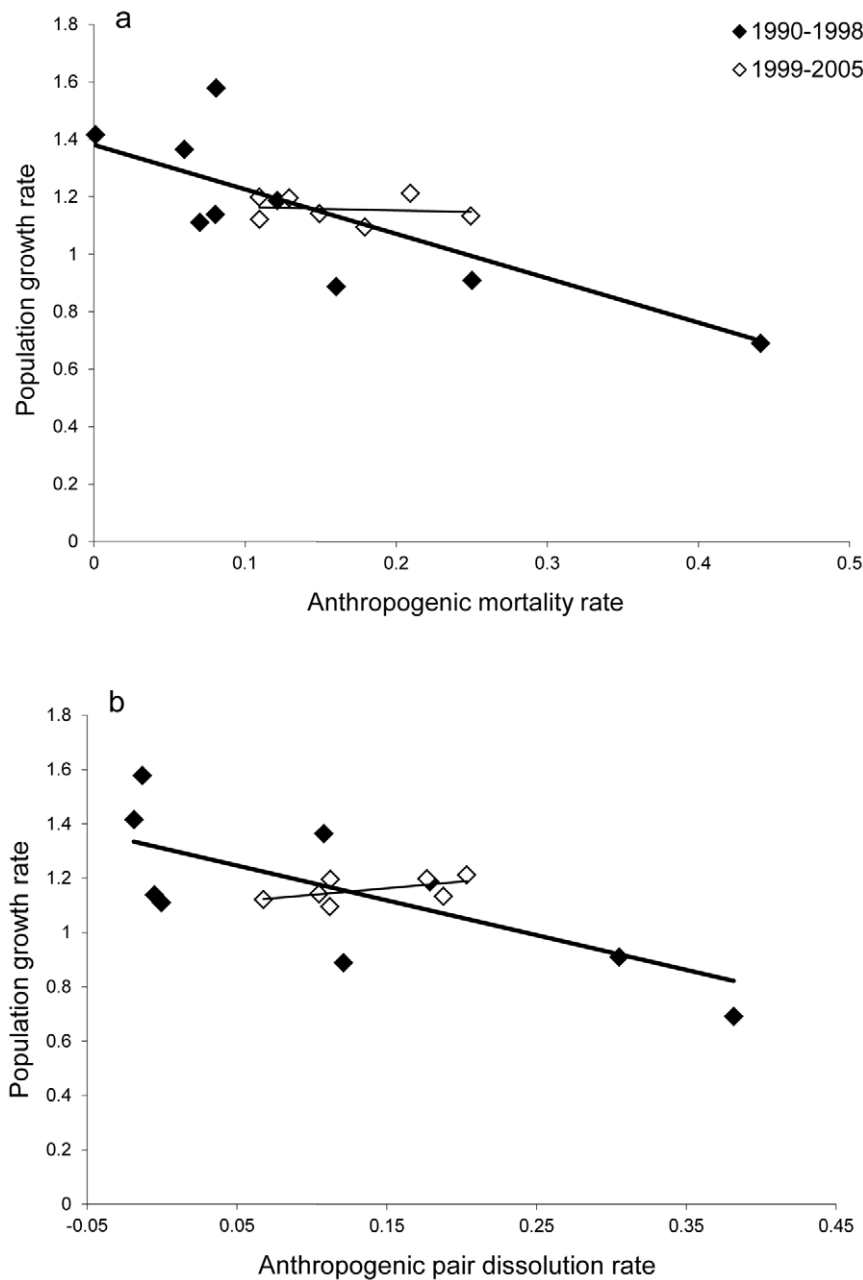 a
1990-1998
1999-2005
1.8
1.6
1.4
1.2
1
0.8
0.6
0.4
0.2
0
Population growth rate
0 0.1 0.2 0.3 0.4 0.5
Anthropogenic mortality rate
b
1.8
1.6
1.4
1.2
1
0.8
0.6
0.4
0.2
0
Population growth rate
-0.05 0.05 0.15 0.25 0.35 0.45
Anthropogenic pair dissolution rate